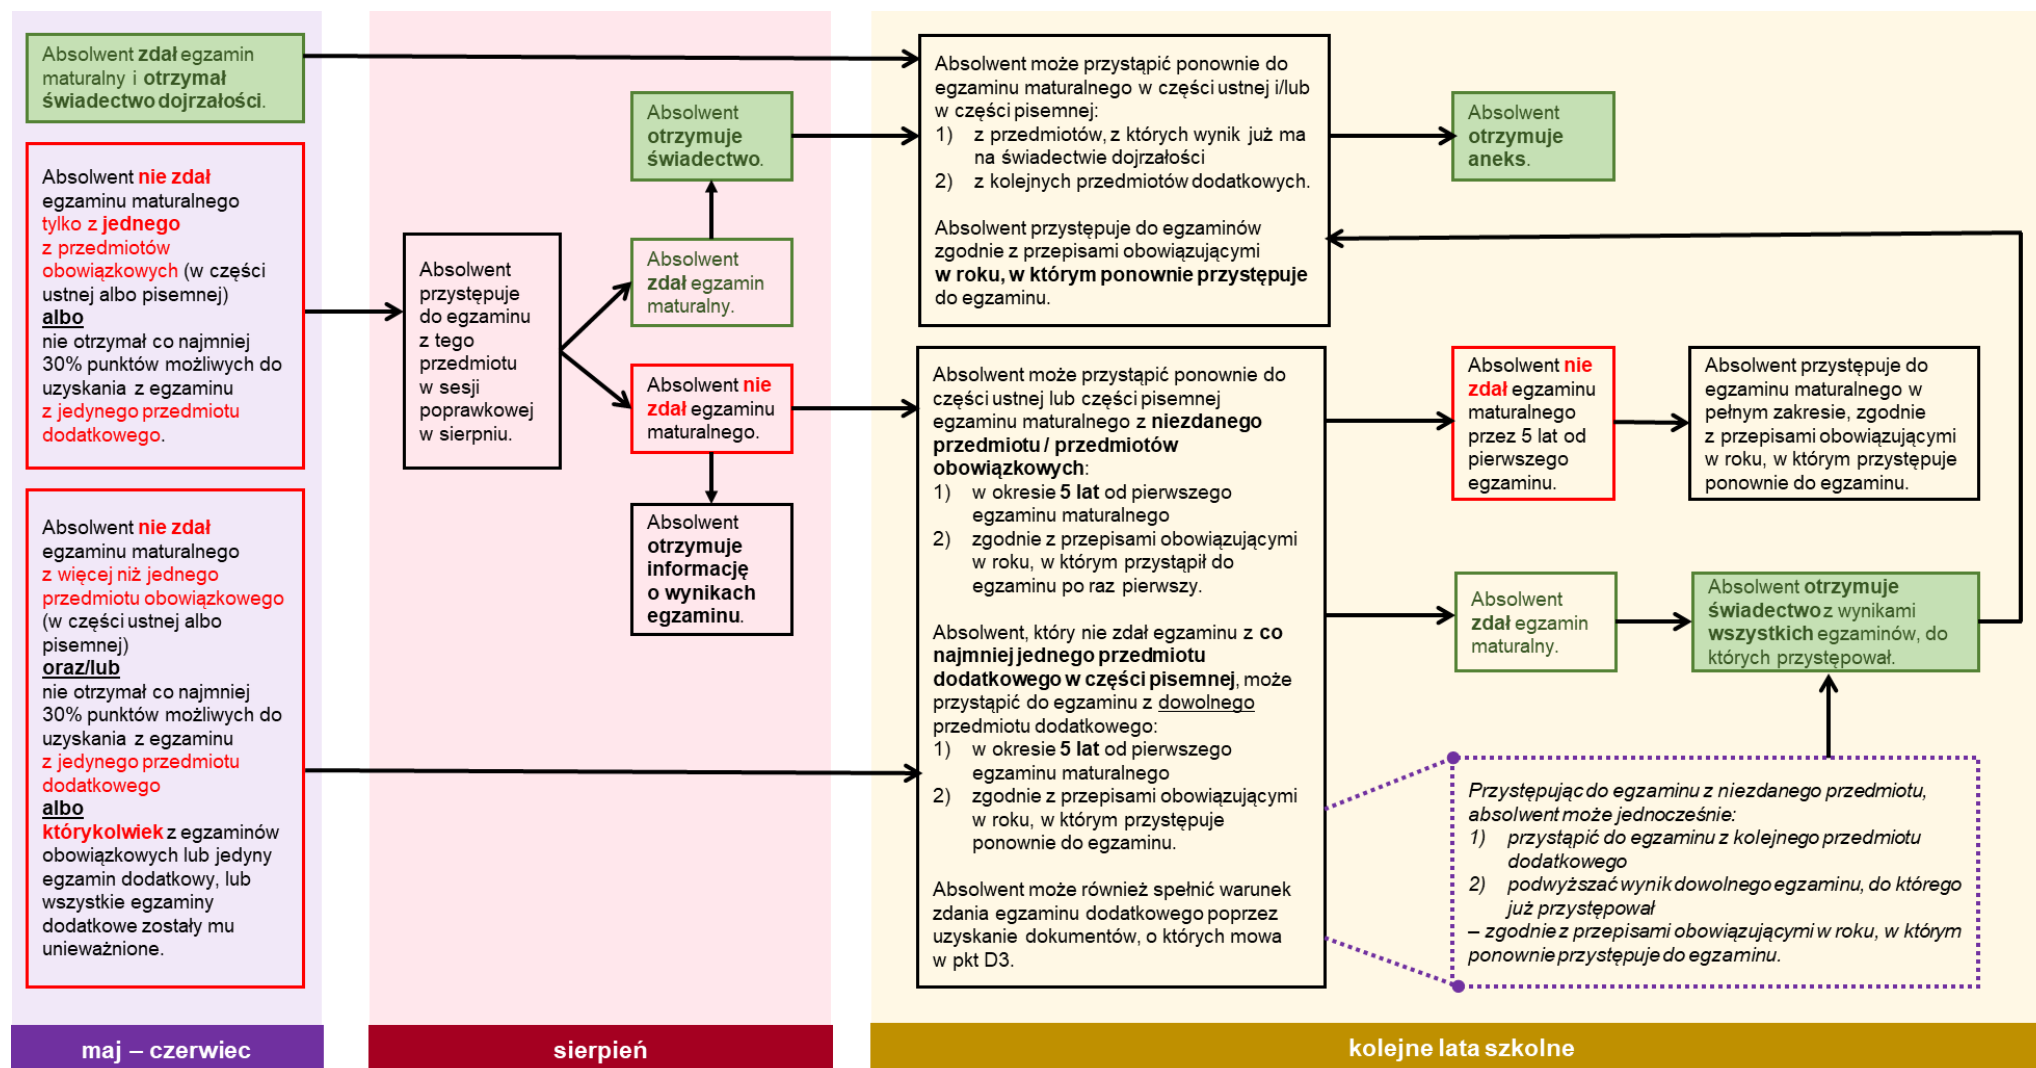 Absolwent zdał egzamin
maturalny i otrzymał
świadectwo dojrzałości.
Absolwent nie zdał
egzaminu maturalnego
tylko z jednego
z przedmiotów
obowiązkowych (w części
ustnej albo pisemnej)
albo
nie otrzymał co najmniej
30% punktów możliwych do
uzyskania z egzaminu
z jedynego przedmiotu
dodatkowego.
Absolwent nie zdał
egzaminu maturalnego
z więcej niż jednego
przedmiotu obowiązkowego
(w części ustnej albo
pisemnej)
oraz/lub
nie otrzymał co najmniej
30% punktów możliwych do
uzyskania z egzaminu
z jedynego przedmiotu
dodatkowego
albo
którykolwiek z egzaminów
obowiązkowych lub jedyny
egzamin dodatkowy, lub
wszystkie egzaminy
dodatkowe zostały mu
unieważnione.
maj – czerwiec
Absolwent
przystępuje
do egzaminu
z tego
przedmiotu
w sesji
poprawkowej
w sierpniu.
Absolwent
otrzymuje
świadectwo.
Absolwent
zdał egzamin
maturalny.
Absolwent nie
zdał egzaminu
maturalnego.
Absolwent
otrzymuje
informację
o wynikach
egzaminu.
sierpień
Absolwent może przystąpić ponownie do
egzaminu maturalnego w części ustnej i/lub
w części pisemnej:
1) z przedmiotów, z których wynik już ma
na świadectwie dojrzałości
2) z kolejnych przedmiotów dodatkowych.
Absolwent przystępuje do egzaminów
zgodnie z przepisami obowiązującymi
w roku, w którym ponownie przystępuje
do egzaminu.
Absolwent
otrzymuje
aneks.
Absolwent może przystąpić ponownie do
części ustnej lub części pisemnej
egzaminu maturalnego z niezdanego
przedmiotu / przedmiotów
obowiązkowych:
1) w okresie 5 lat od pierwszego
egzaminu maturalnego
2) zgodnie z przepisami obowiązującymi
w roku, w którym przystąpił do
egzaminu po raz pierwszy.
Absolwent, który nie zdał egzaminu z co
najmniej jednego przedmiotu
dodatkowego w części pisemnej, może
przystąpić do egzaminu z dowolnego
przedmiotu dodatkowego:
1) w okresie 5 lat od pierwszego
egzaminu maturalnego
2) zgodnie z przepisami obowiązującymi
w roku, w którym przystępuje
ponownie do egzaminu.
Absolwent może również spełnić warunek
zdania egzaminu dodatkowego poprzez
uzyskanie dokumentów, o których mowa
w pkt D3.
Absolwent nie
zdał egzaminu
maturalnego
przez 5 lat od
pierwszego
egzaminu.
Absolwent przystępuje do
egzaminu maturalnego w
pełnym zakresie, zgodnie
z przepisami obowiązującymi
w roku, w którym przystępuje
ponownie do egzaminu.
Absolwent
zdał egzamin
maturalny.
Absolwent otrzymuje
świadectwo z wynikami
wszystkich egzaminów, do
których przystępował.
Przystępując do egzaminu z niezdanego przedmiotu,
absolwent może jednocześnie:
1) przystąpić do egzaminu z kolejnego przedmiotu
dodatkowego
2) podwyższać wynik dowolnego egzaminu, do którego
już przystępował
– zgodnie z przepisami obowiązującymi w roku, w którym
ponownie przystępuje do egzaminu.
kolejne lata szkolne